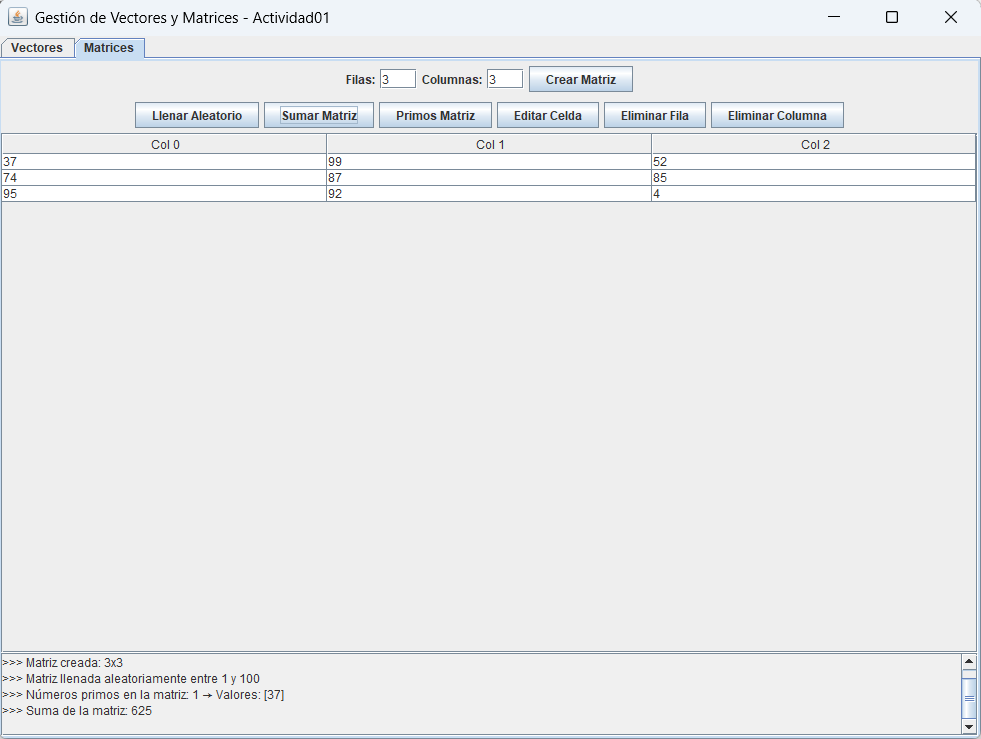 Gestión de Vectores y Matrices - Actividad01
Vectores Matrices
Filas: 3 Columnas: 3 Crear Matriz
Llenar Aleatorio Sumar Matriz Primos Matriz Editar Celda Eliminar Fila Eliminar Columna
Col 0 Col 1 Col 2
37 99 52
74 87 85
95 92 4
>>> Matriz creada: 3x3
>>> Matriz llenada aleatoriamente entre 1 y 100
>>> Números primos en la matriz: 1 → Valores: [37]
>>> Suma de la matriz: 625